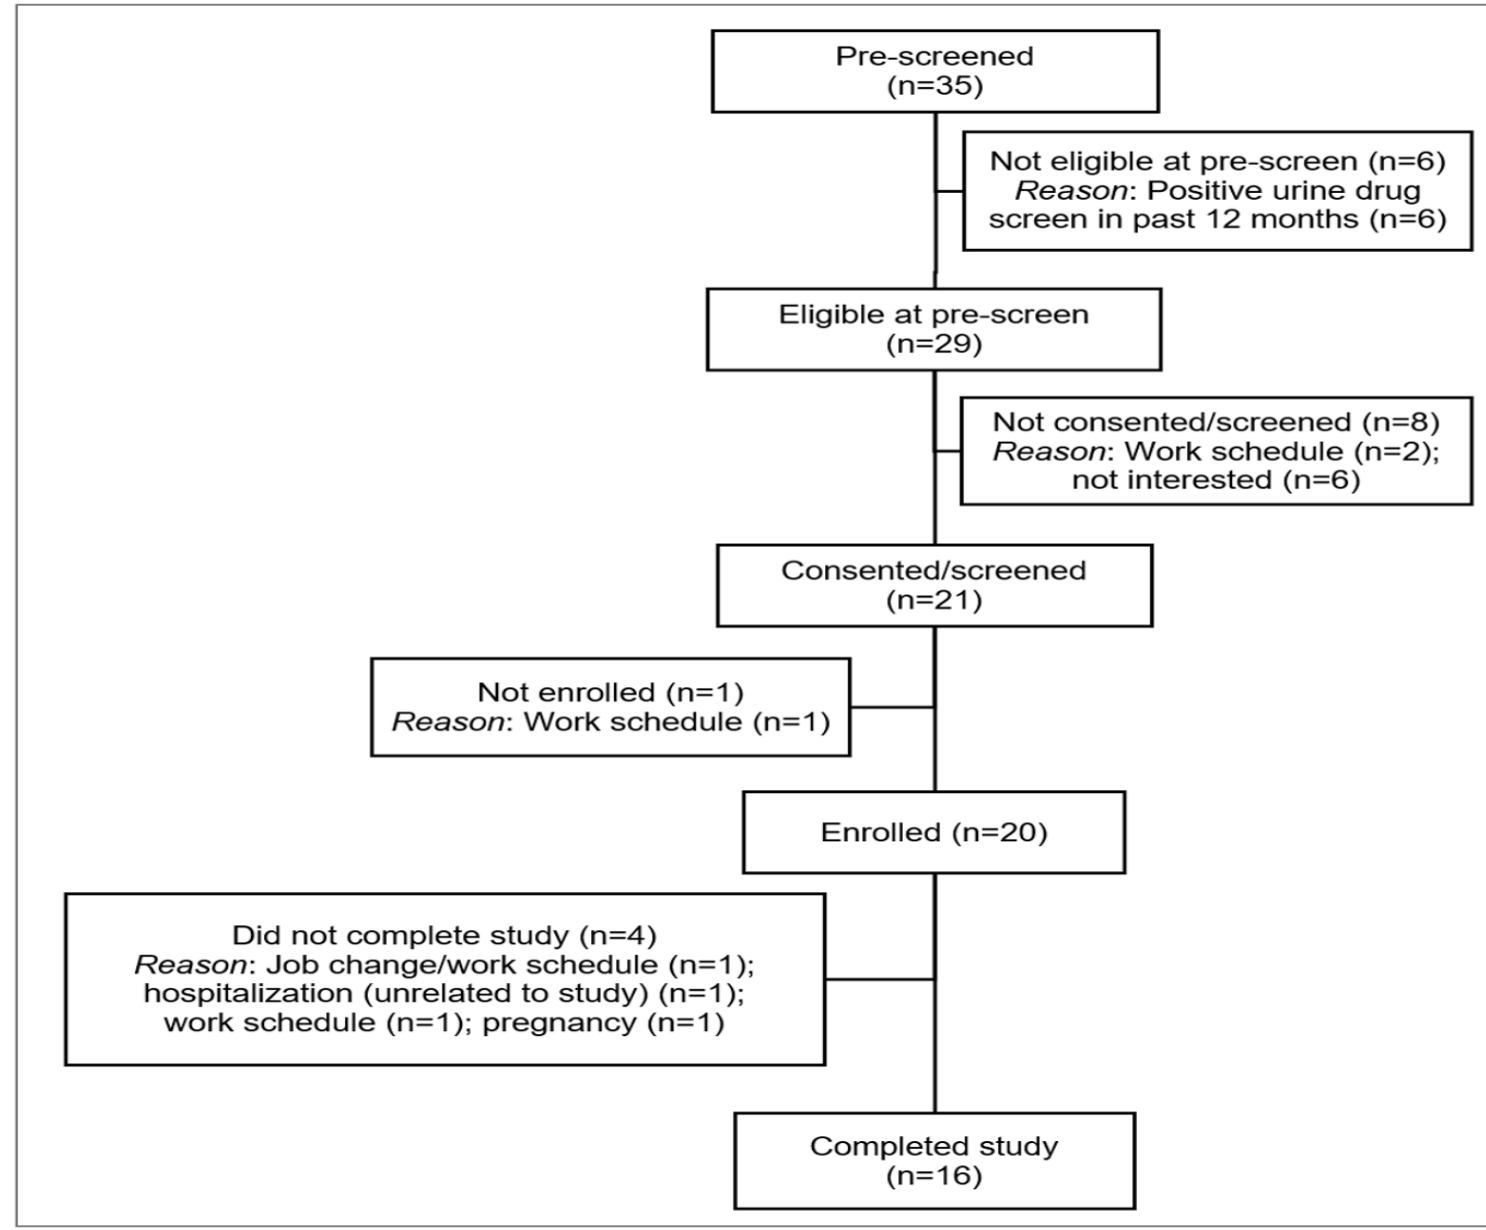 Pre-screened
(n=35)
Not eligible at pre-screen (n=6)
Reason: Positive urine drug
screen in past 12 months (n=6)
Eligible at pre-screen
(n=29)
Not consented/screened (n=8)
Reason: Work schedule (n=2);
not interested (n=6)
Consented/screened
(n=21)
Not enrolled (n=1)
Reason: Work schedule (n=1)
Enrolled (n=20)
Did not complete study (n=4)
Reason: Job change/work schedule (n=1);
hospitalization (unrelated to study) (n=1);
work schedule (n=1); pregnancy (n=1)
Completed study
(n=16)